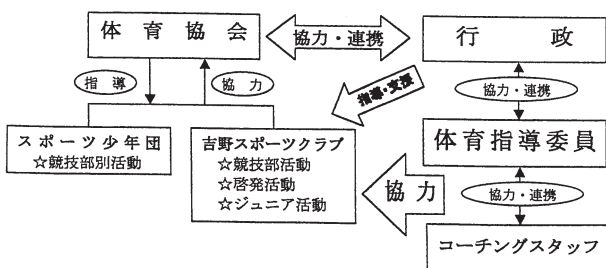 体 育 協 会
協力・連携
行 政
指 導
協 力
指導・支援
協力・連携
スポーツ少年団
☆競技部別活動
吉野スポーツクラブ
☆競技部活動
☆啓発活動
☆ジュニア活動
体育指導委員
協 力
協力・連携
コーチングスタッフ